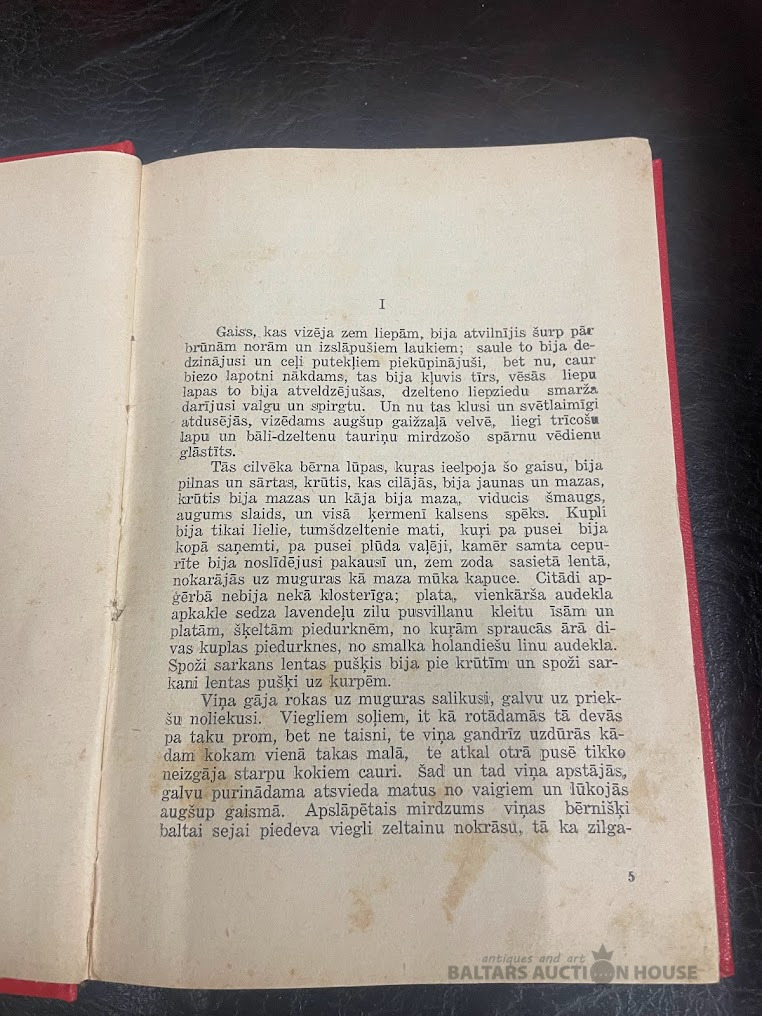 I
Gaiss, kas vizēja zem liepām, bija atvilnījis šurp pār
brūnām norām un izslāpušiem laukiem; saule to bija de-
dzinājusi un ceļi putekļiem piekūpinājuši, bet nu, caur
biezo lapotni nākdams, tas bija kļuvis tīrs, vēsās liepu
lapas to bija atveldzējušas, dzelteno liepziedu smarža
darījusi valgu un spirgtu. Un nu tas klusi un svētlaimīgi
atdusējās, vizēdams augšup gaižzaļā velvē, liegi trīcošu
lapu un bāli-dzeltenu tauriņu mirdzošo spārnu vēdienu
glāstīts.
Tās cilvēka bērna lūpas, kuŗas ieelpoja šo gaisu, bija
pilnas un sārtas, krūtis, kas cilājās, bija jaunas un mazas,
krūtis bija mazas un kāja bija maza, viducis šmaugs,
augums slaids, un visā ķermenī kalsens spēks. Kupli
bija tikai lielie, tumšdzeltenie mati, kuŗi pa pusei bija
kopā saņemti, pa pusei plūda vaļēji, kamēr samta cepu-
rīte bija noslīdējusi pakausī un, zem zoda sasietā lentā,
nokarājās uz muguras kā maza mūka kapuce. Citādi ap-
ģērbā nebija nekā klosterīga; plata, vienkārša audekla
apkakle sedza lavendeļu zilu pusvillanu kleitu īsām un
platām, šķeltām piedurknēm, no kuŗām spraucās ārā di-
vas kuplas piedurknes, no smalka holandiešu linu audekla.
Spoži sarkans lentas pušķis bija pie krūtīm un spoži sar-
kani lentas pušķi uz kurpēm.
Viņa gāja rokas uz muguras salikusi, galvu uz priek-
šu noliekusi. Viegliem soļiem, it kā rotādamās tā devās
pa taku prom, bet ne taisni, te viņa gandrīz uzdūrās kā-
dam kokam vienā takas malā, te atkal otrā pusē tikko
neizgāja starpu kokiem cauri. Šad un tad viņa apstājās,
galvu purinādama atsvieda matus no vaigiem un lūkojās
augšup gaismā. Apslāpētais mirdzums viņas bērnišķi
baltai sejai piedeva viegli zeltainu nokrāsu, tā ka zilga-
5
antiques and art
BALTARS AUCTION HOUSE